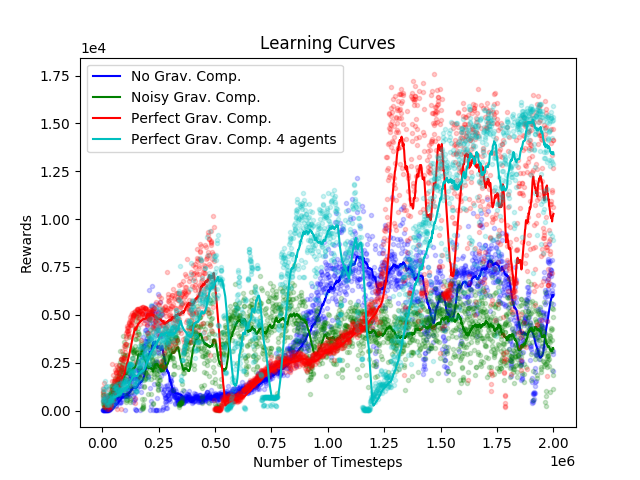 Learning Curves
1e4
No Grav. Comp.
Noisy Grav. Comp.
Perfect Grav. Comp.
Perfect Grav. Comp. 4 agents
Rewards
1.75
1.50
1.25
1.00
0.75
0.50
0.25
0.00
0.00 0.25 0.50 0.75 1.00 1.25 1.50 1.75 2.00
Number of Timesteps
1e6